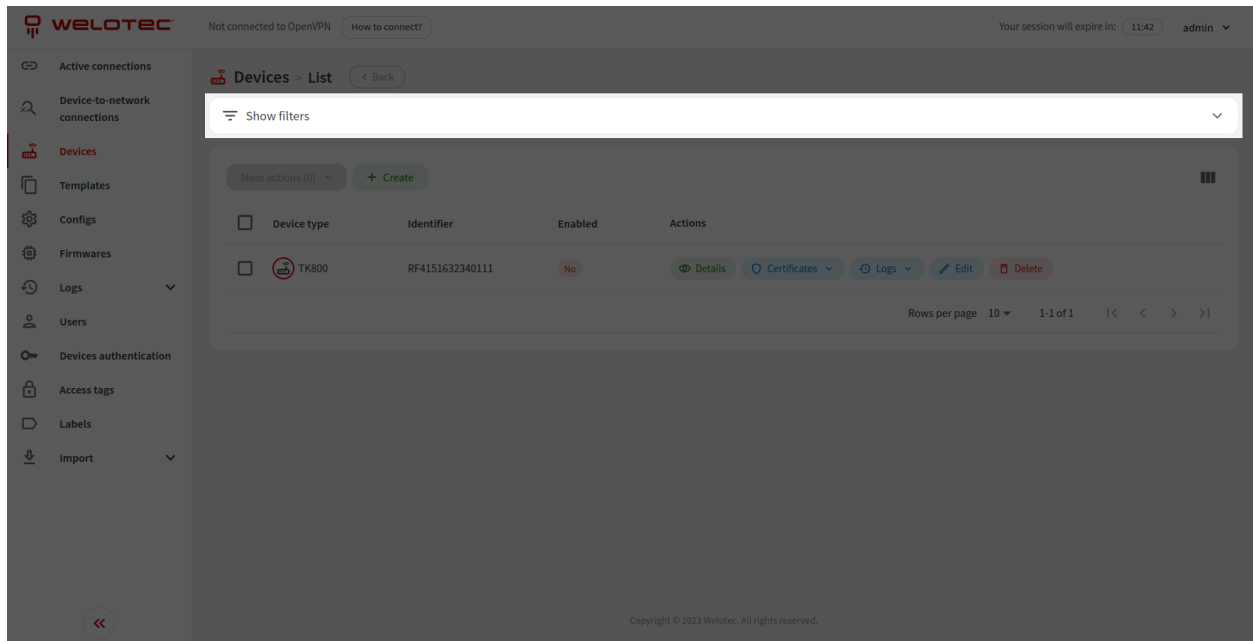 WELOTEC
Not connected to OpenVPN How to connect?
Your session will expire in: 11:42 admin
Active connections
Device-to-network
connections
Devices
Templates
Configs
Firmwares
Logs
Users
Devices authentication
Access tags
Labels
Import
Devices > List < Back
Show filters
Mass actions (0) + Create
Device type Identifier Enabled Actions
TK800 RF4151632340111 No Details Certificates Logs Edit Delete
Rows per page 10 1-1 of 1
Copyright © 2023 Welotec. All rights reserved.